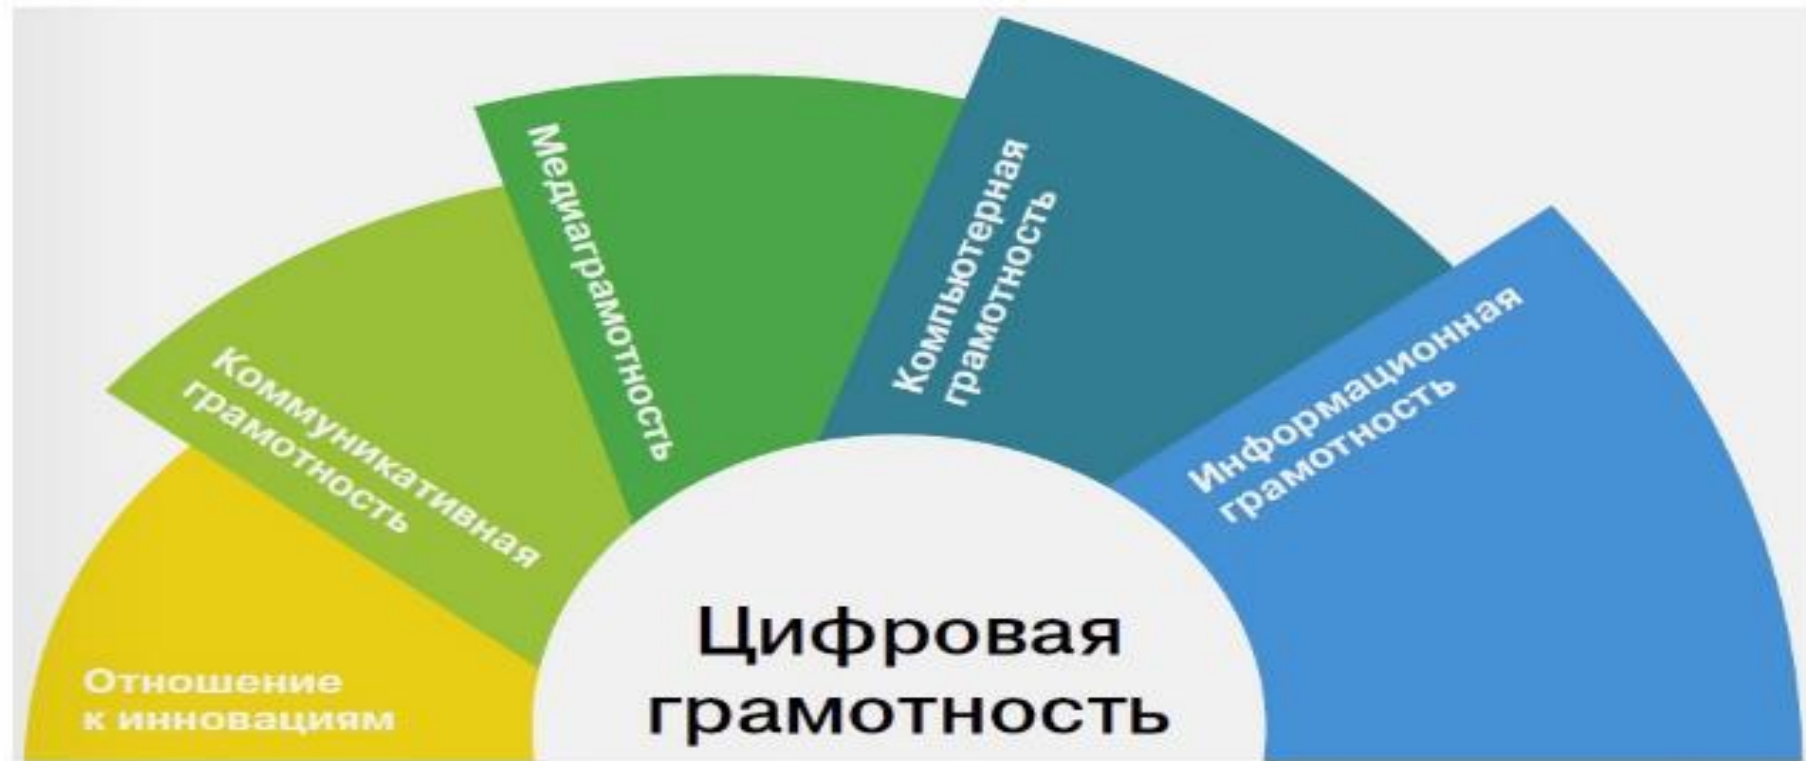 Отношение
к инновациям
Коммуникативная
грамотность
Медиаграмотность
Компьютерная
грамотность
Информационная
грамотность
Цифровая
грамотность